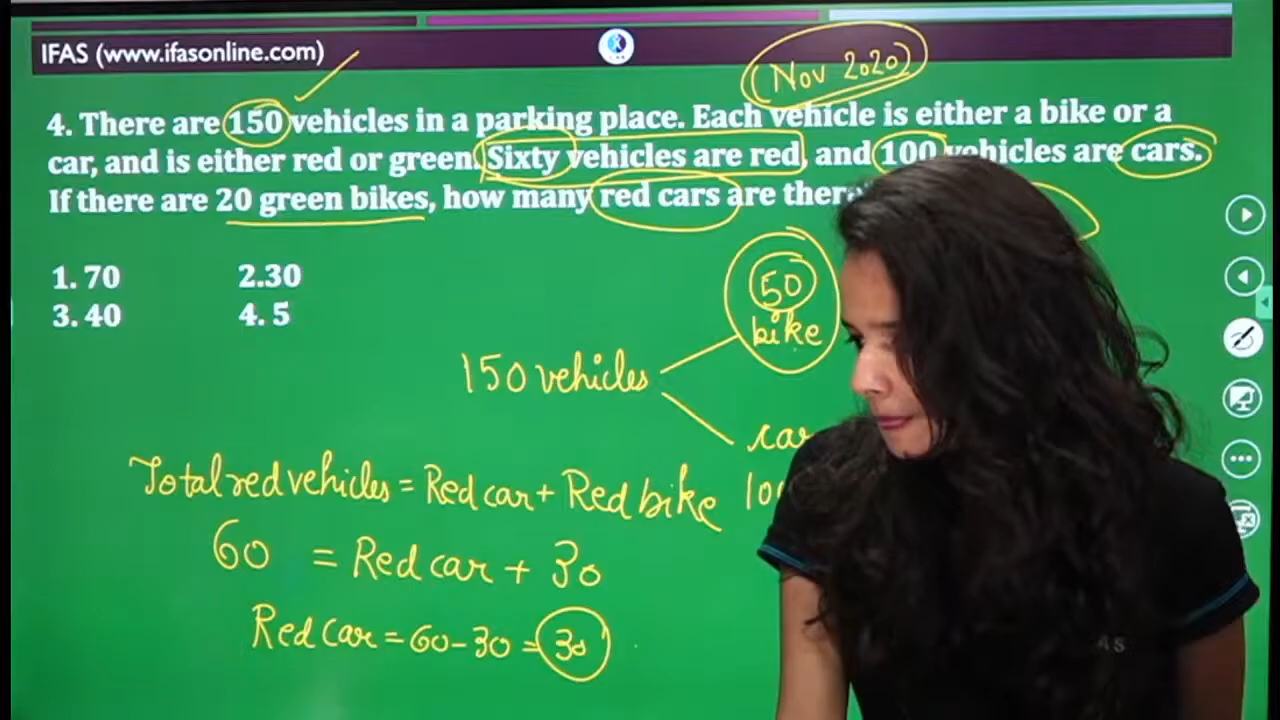 IFAS (www.ifasonline.com)
(Nov 2020)
4. There are 150 vehicles in a parking place. Each vehicle is either a bike or a
car, and is either red or green. Sixty vehicles are red, and 100 vehicles are cars.
If there are 20 green bikes, how many red cars are
1. 70 2. 30
3. 40 4. 5
50
bike
150 vehicles
car
Total red vehicles = Red car + Red bike
60 = Red car + 30
Red car = 60 - 30 = 30